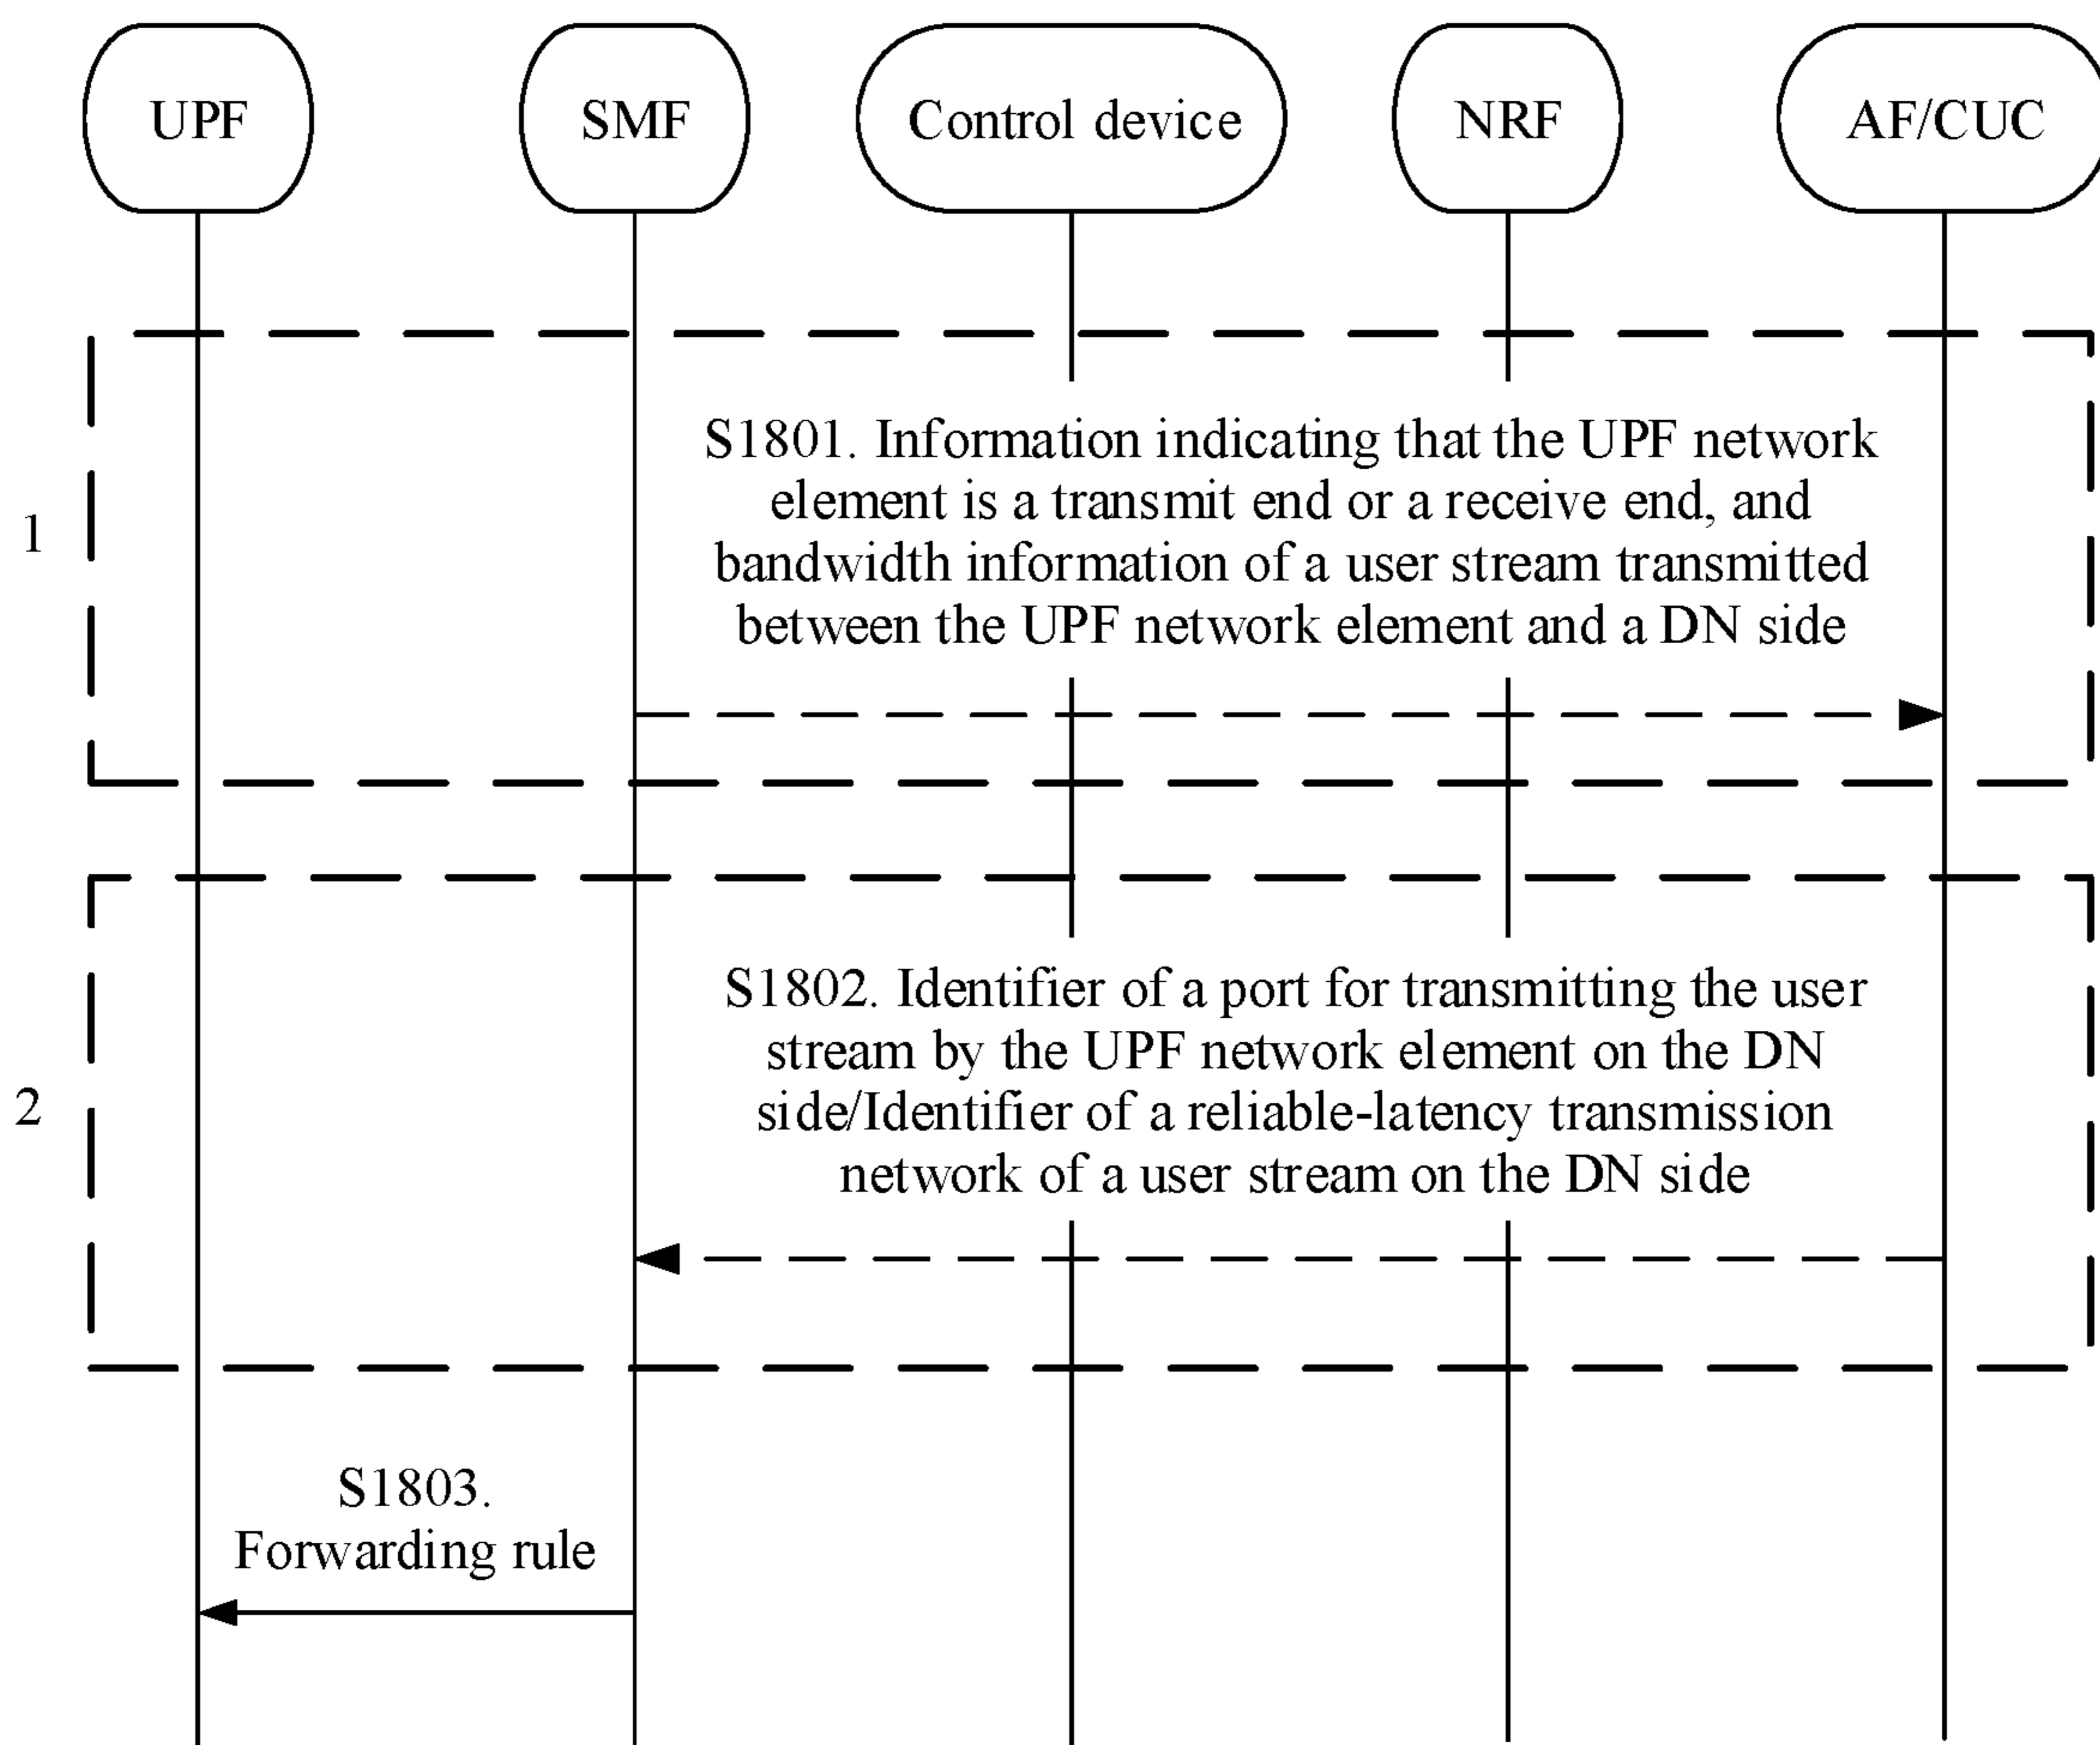 UPF
SMF
Control device
NRF
AF/CUC
1
S1801. Information indicating that the UPF network
element is a transmit end or a receive end, and
bandwidth information of a user stream transmitted
between the UPF network element and a DN side
2
S1802. Identifier of a port for transmitting the user
stream by the UPF network element on the DN
side/Identifier of a reliable-latency transmission
network of a user stream on the DN side
S1803.
Forwarding rule